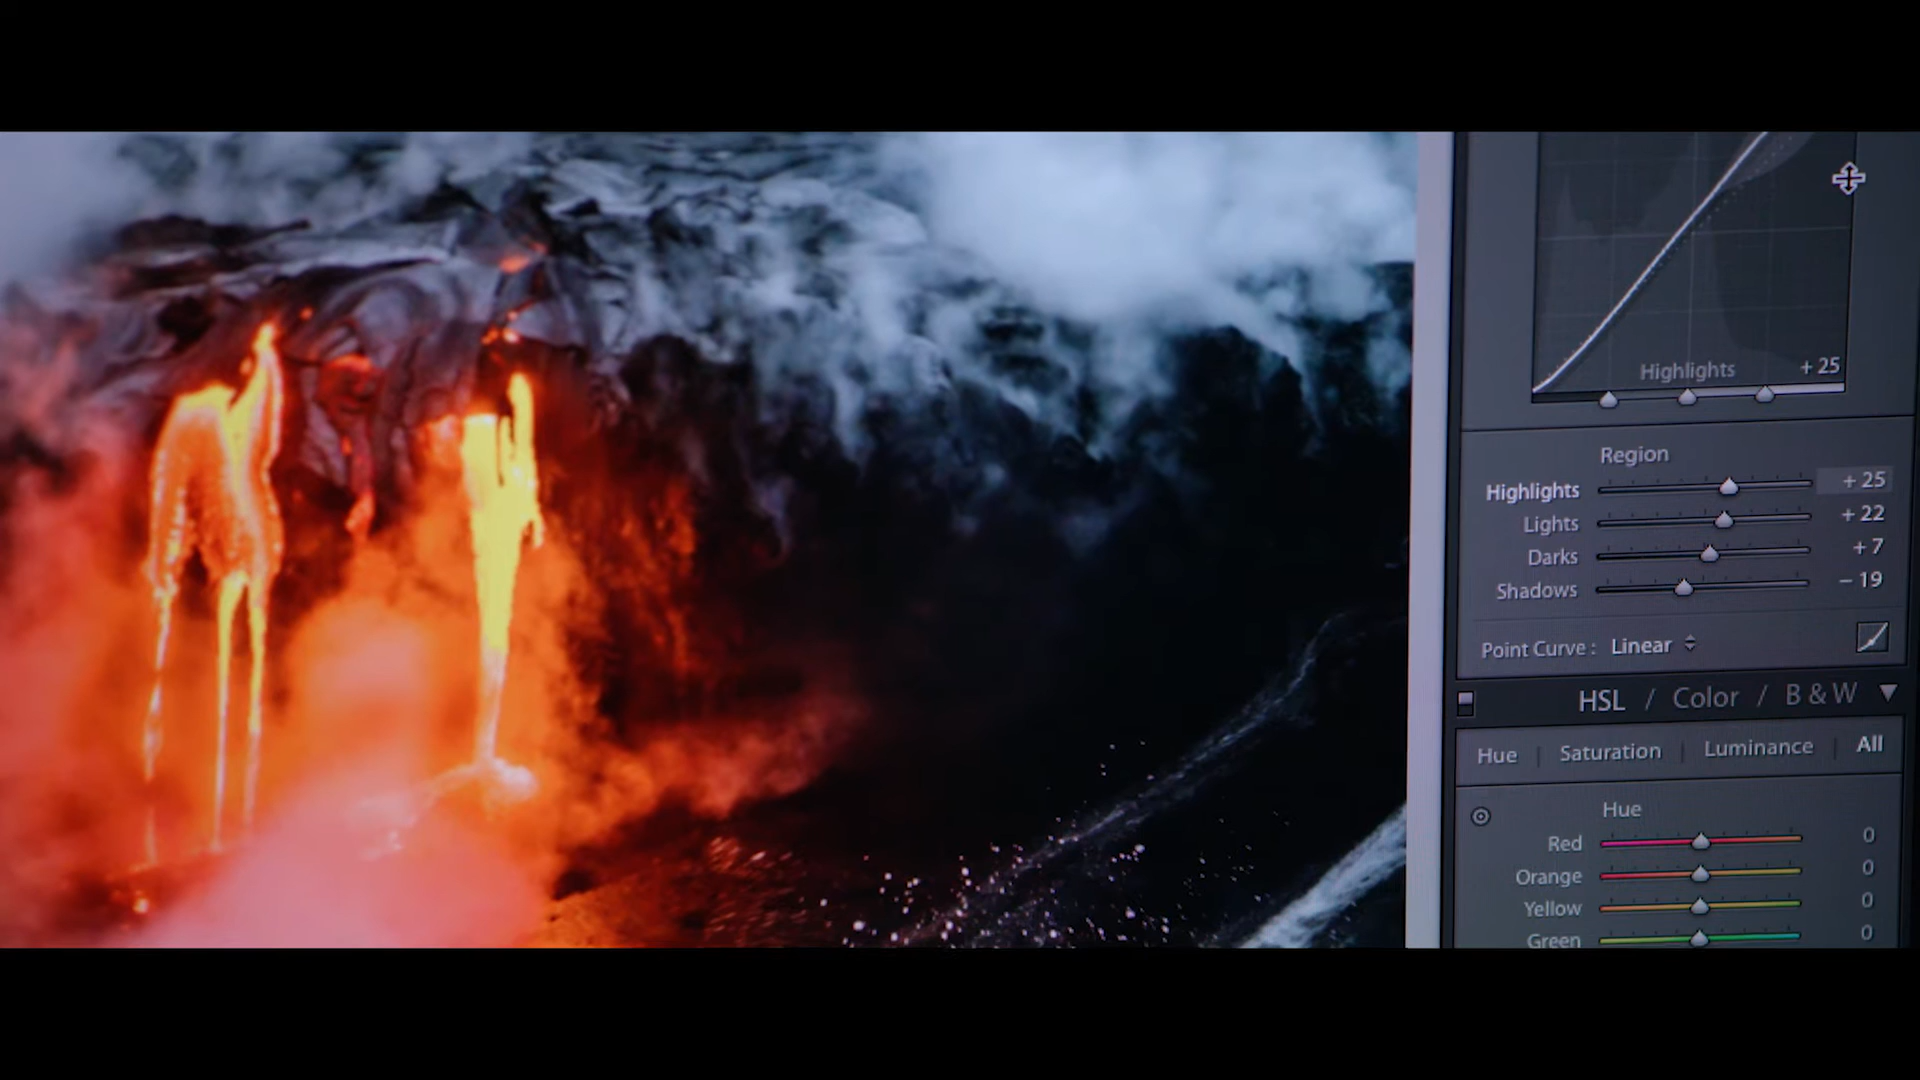 Highlights +25
Region
Highlights +25
Lights +22
Darks +7
Shadows −19
Point Curve : Linear
HSL / Color / B & W
Hue | Saturation | Luminance | All
Hue
Red 0
Orange 0
Yellow 0
Green 0